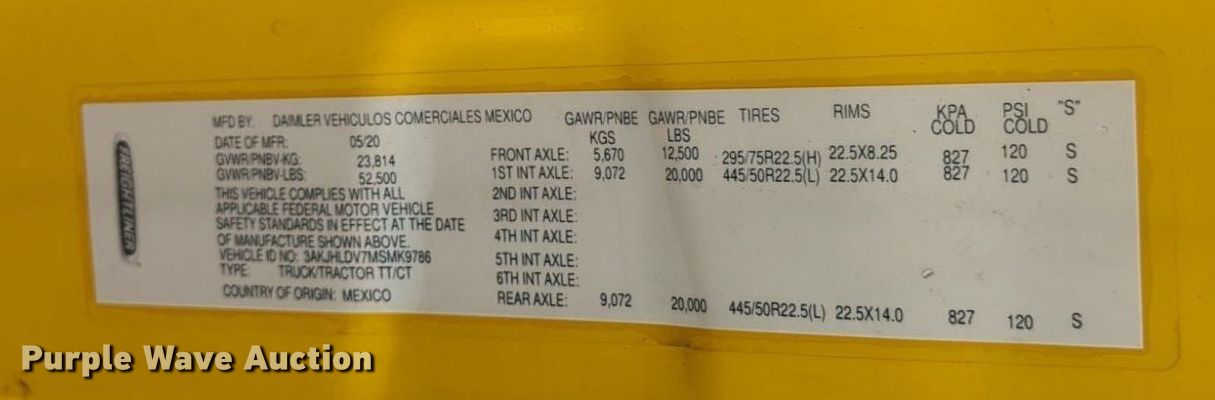 FREIGHTLINER
MFD BY: DAIMLER VEHICULOS COMERCIALES MEXICO
DATE OF MFR: 05/20
GVWR/PNBV-KG: 23,814
GVWR/PNBV-LBS: 52,500
THIS VEHICLE COMPLIES WITH ALL
APPLICABLE FEDERAL MOTOR VEHICLE
SAFETY STANDARDS IN EFFECT AT THE DATE
OF MANUFACTURE SHOWN ABOVE.
VEHICLE ID NO: 3AKJHLDV7MSMK9786
TYPE: TRUCK/TRACTOR TT/CT
COUNTRY OF ORIGIN: MEXICO
GAWR/PNBE GAWR/PNBE TIRES RIMS KPA PSI "S"
KGS LBS COLD COLD
FRONT AXLE: 5,670 12,500 295/75R22.5(H) 22.5X8.25 827 120 S
1ST INT AXLE: 9,072 20,000 445/50R22.5(L) 22.5X14.0 827 120 S
2ND INT AXLE:
3RD INT AXLE:
4TH INT AXLE:
5TH INT AXLE:
6TH INT AXLE:
REAR AXLE: 9,072 20,000 445/50R22.5(L) 22.5X14.0 827 120 S
Purple Wave Auction